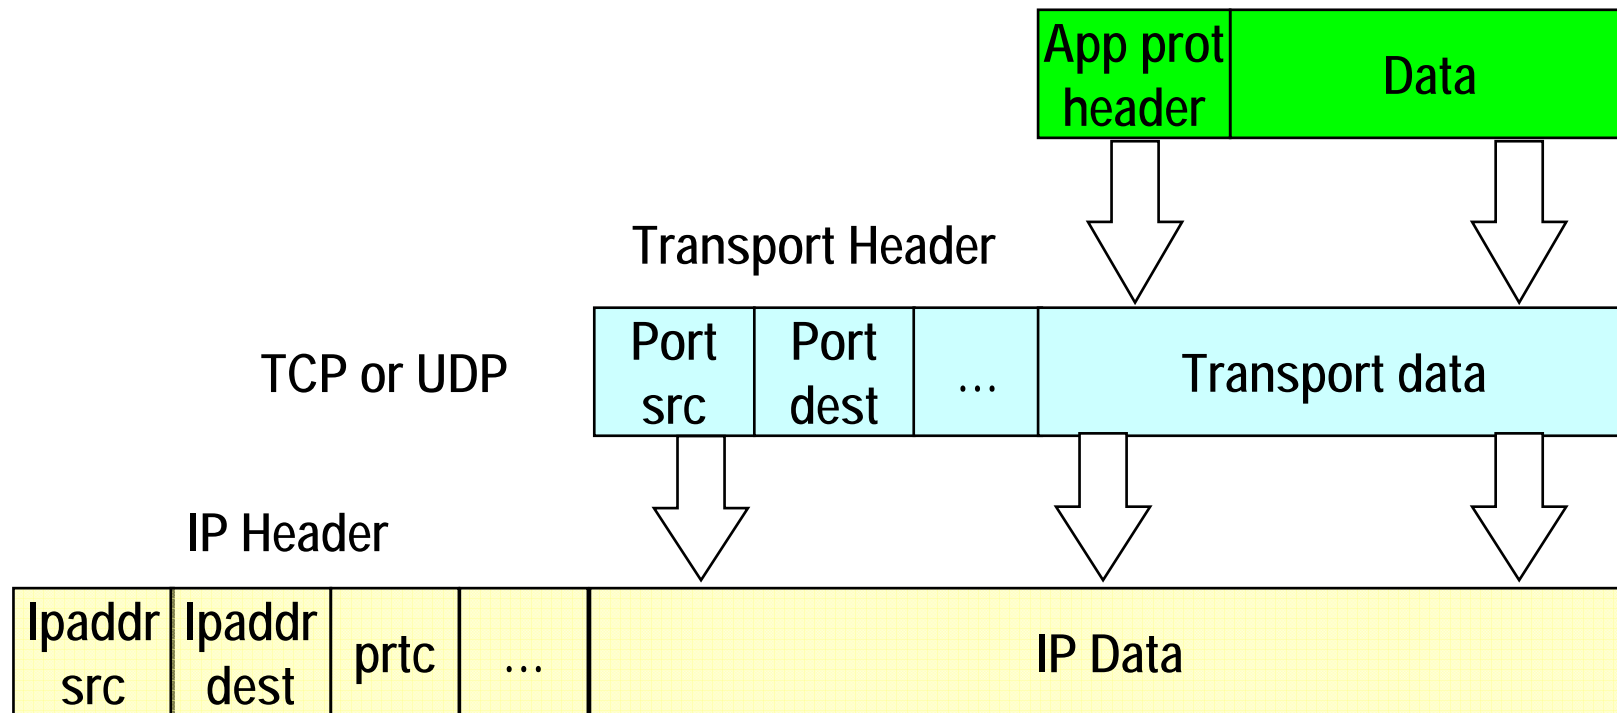 App prot
header
Data
Transport Header
TCP or UDP
Port
src
Port
dest
...
Transport data
IP Header
Ipaddr
src
Ipaddr
dest
prtc
...
IP Data